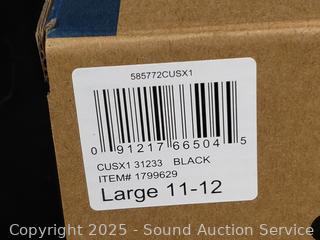 585772CUSX1
0 91217 66504 5
CUSX1 31233 BLACK
ITEM# 1799629
Large 11-12
Copyright 2025 - Sound Auction Service